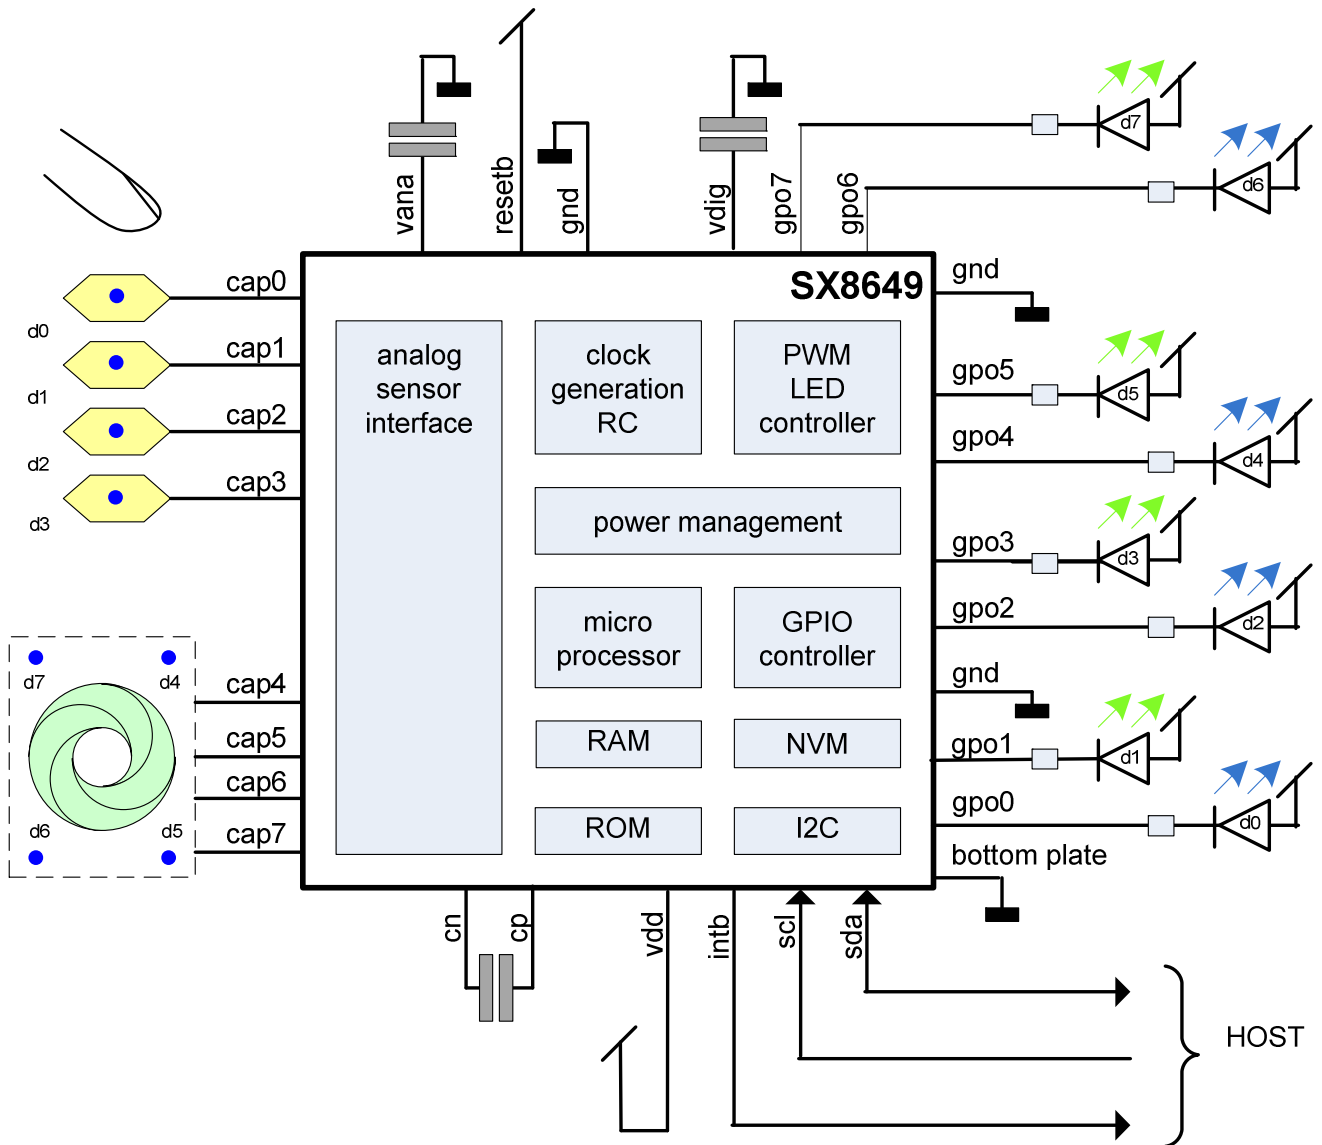 vana
resetb
gnd
vdig
gpo7
gpo6
d7
d6
SX8649
cap0
d0
cap1
d1
cap2
d2
cap3
d3
analog
sensor
interface
clock
generation
RC
PWM
LED
controller
power management
micro
processor
GPIO
controller
RAM
NVM
ROM
I2C
gnd
gpo5
d5
gpo4
d4
gpo3
d3
gpo2
d2
gnd
gpo1
d1
gpo0
d0
bottom plate
d7
d4
cap4
cap5
cap6
d6
d5
cap7
cn
cp
vdd
intb
scl
sda
HOST